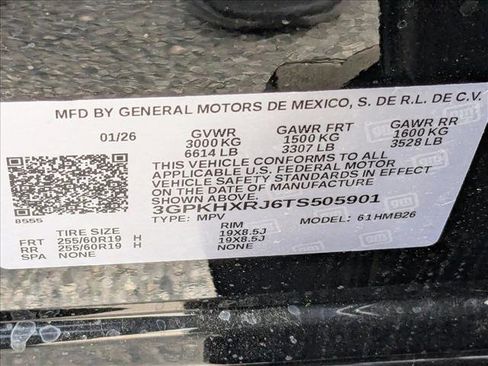 MFD BY GENERAL MOTORS DE MEXICO, S. DE R.L. DE C.V.
01/26 GVWR GAWR FRT GAWR RR
3000 KG 1500 KG 1600 KG
6614 LB 3307 LB 3528 LB
THIS VEHICLE CONFORMS TO ALL
APPLICABLE U.S. FEDERAL MOTOR
VEHICLE SAFETY STANDARDS IN EFFECT
ON THE DATE OF MANUFACTURE
SHOWN ABOVE.
3GPKHXRJ6TS505901
8555 TYPE: MPV MODEL: 61HMB26
TIRE SIZE RIM
FRT 255/60R19 H 19X8.5J
RR 255/60R19 H 19X8.5J
SPA NONE NONE